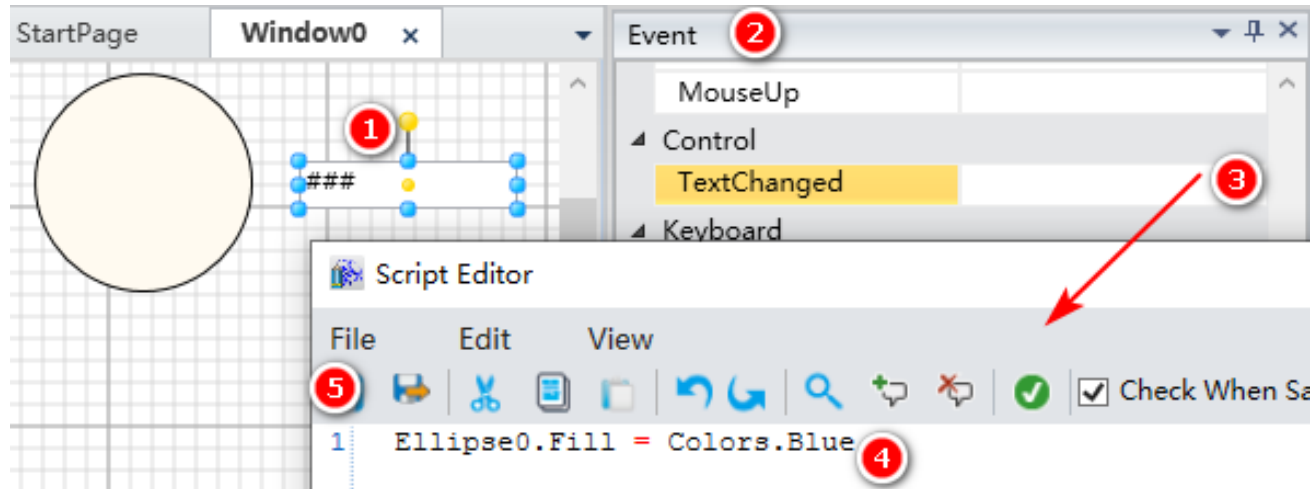 StartPage Window0 ×
Event 2
MouseUp
1
Control
### TextChanged 3
Keyboard
Script Editor
File Edit View
5 Check When Sa
1 Ellipse0.Fill = Colors.Blue 4